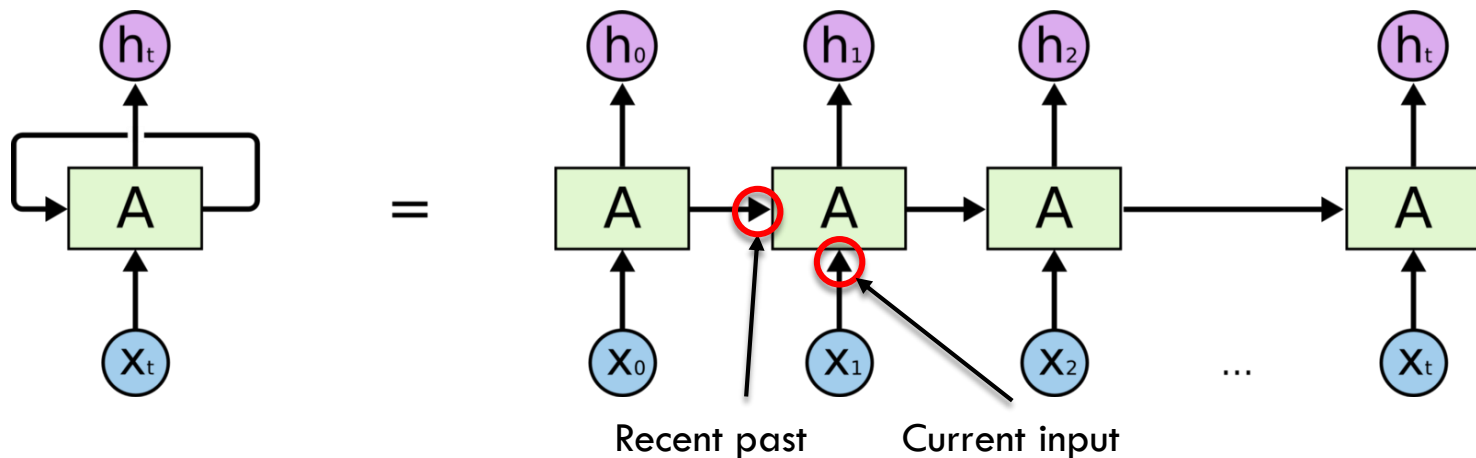 hₜ h₀ h₁ h₂ hₜ
A = A A A A
xₜ x₀ x₁ x₂ ... xₜ
Recent past Current input